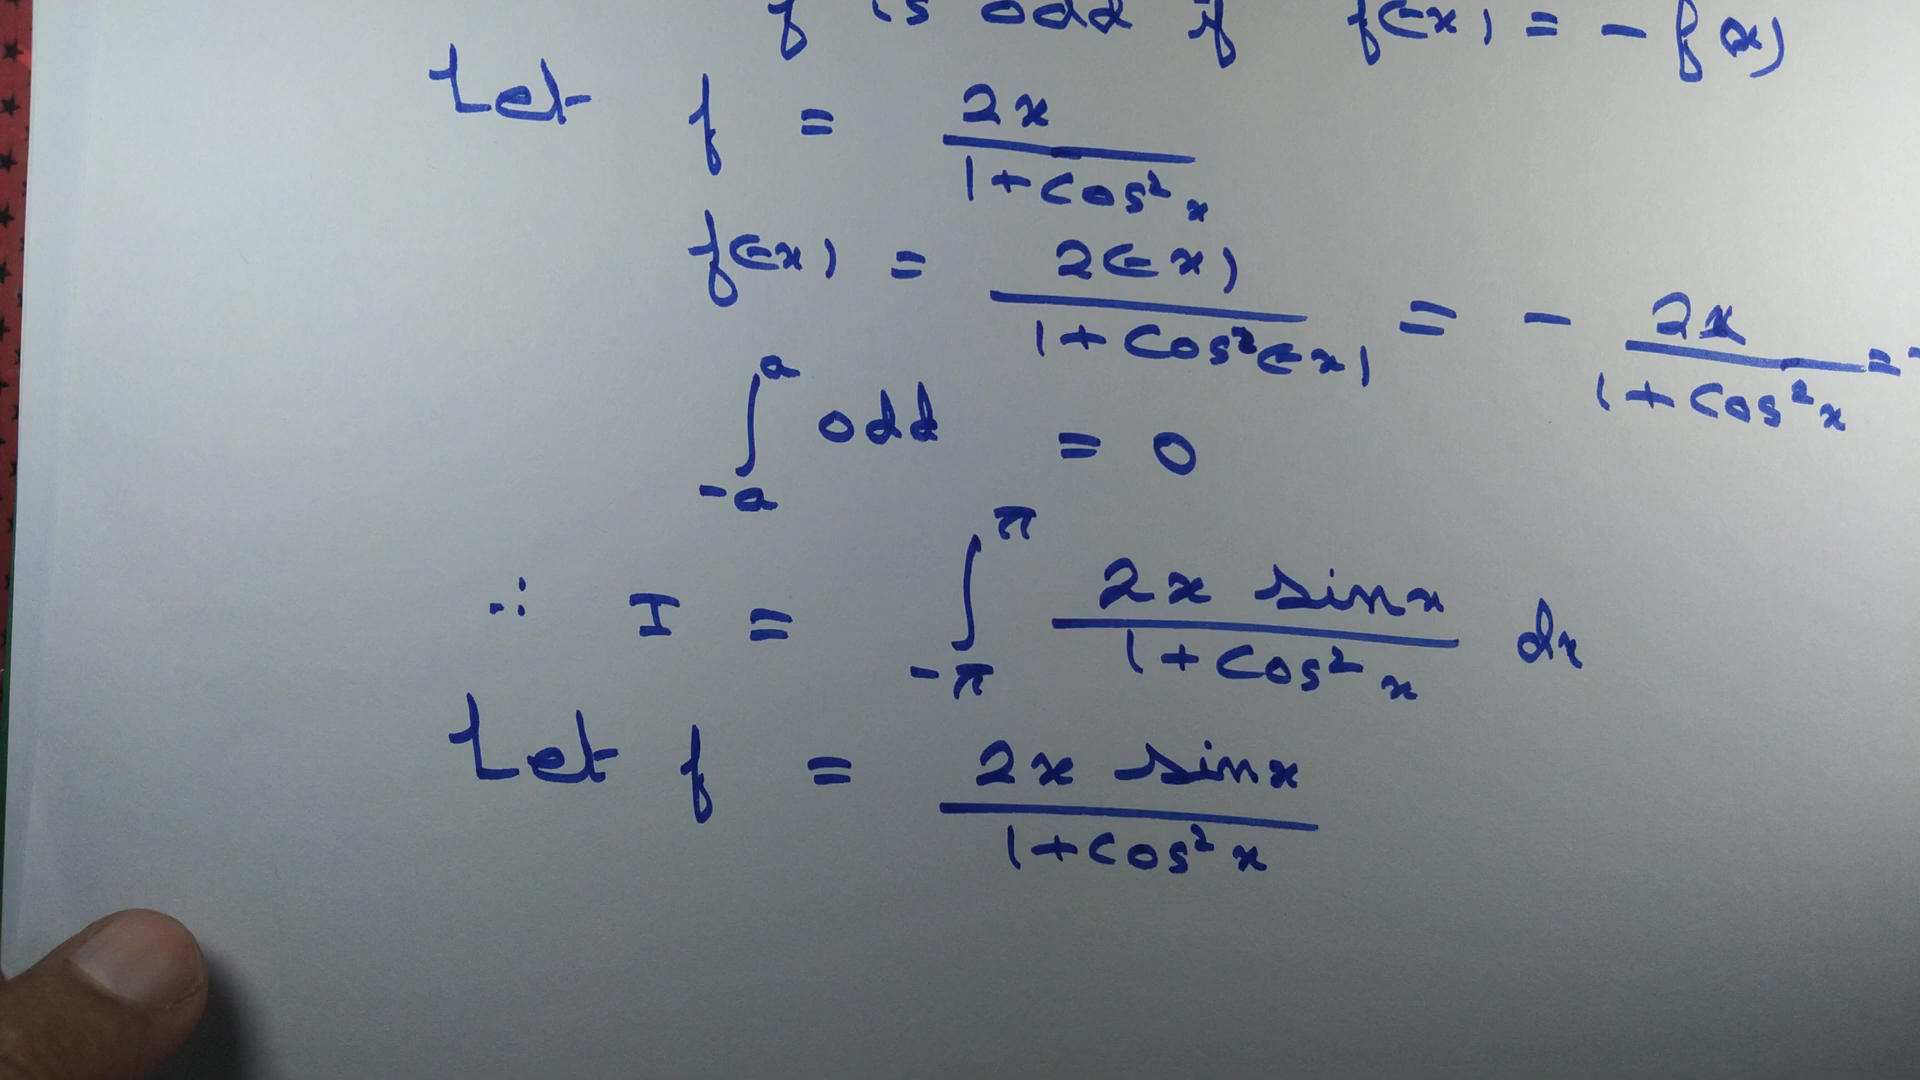 f is odd if f(-x) = - f(x)
Let f = 2x / 1+cos²x
f(-x) = 2(-x) / 1+cos²(-x) = - 2x / 1+cos²x =
∫_{-a}^{a} odd = 0
∴ I = ∫_{-π}^{π} 2x sinx / 1+cos²x dx
Let f = 2x sinx / 1+cos²x